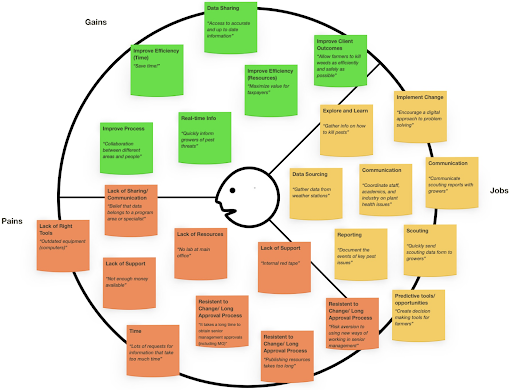 Gains
Data Sharing
"Access to accurate
and up-to-date
information"
Improve Efficiency
(Time)
"Save time!"
Improve Efficiency
(Resources)
"Maximize value for
taxpayers"
Improve Client
Outcomes
"Allow farmers to kill
weeds as efficiently
and safely as
possible"
Improve Process
"Collaboration
between different
areas and people"
Real-time Info
"Quickly inform
growers of pest
threats"
Jobs
Explore and Learn
"Gather info on how
to kill pests"
Implement Change
"Encourage a digital
approach to problem
solving"
Data Sourcing
"Gather data from
weather stations"
Communication
"Coordinate staff,
academics, and
industry on plant
health issues"
Communication
"Communicate
scouting reports with
growers"
Reporting
"Document the
events of key past
issues"
Scouting
"Quickly send
scouting data form to
growers"
Predictive tools/
opportunities
"Create decision
making tools for
farmers"
Pains
Lack of Sharing/
Communication
"Belief that data
belongs to a program
area or specialist"
Lack of Right
Tools
"Outdated equipment
(computers)"
Lack of Resources
"No lab at main
office"
Lack of Support
"Not enough money
available"
Lack of Support
"Internal red tape"
Time
"Lots of requests for
information that take
too much time"
Resistent to
Change/ Long
Approval Process
"It takes a long time to
obtain senior
management approvals
(including MO)"
Resistent to
Change/ Long
Approval Process
"Publishing resources
takes too long"
Resistent to
Change/ Long
Approval Process
"Risk aversion to
using new ways of
working in senior
management"